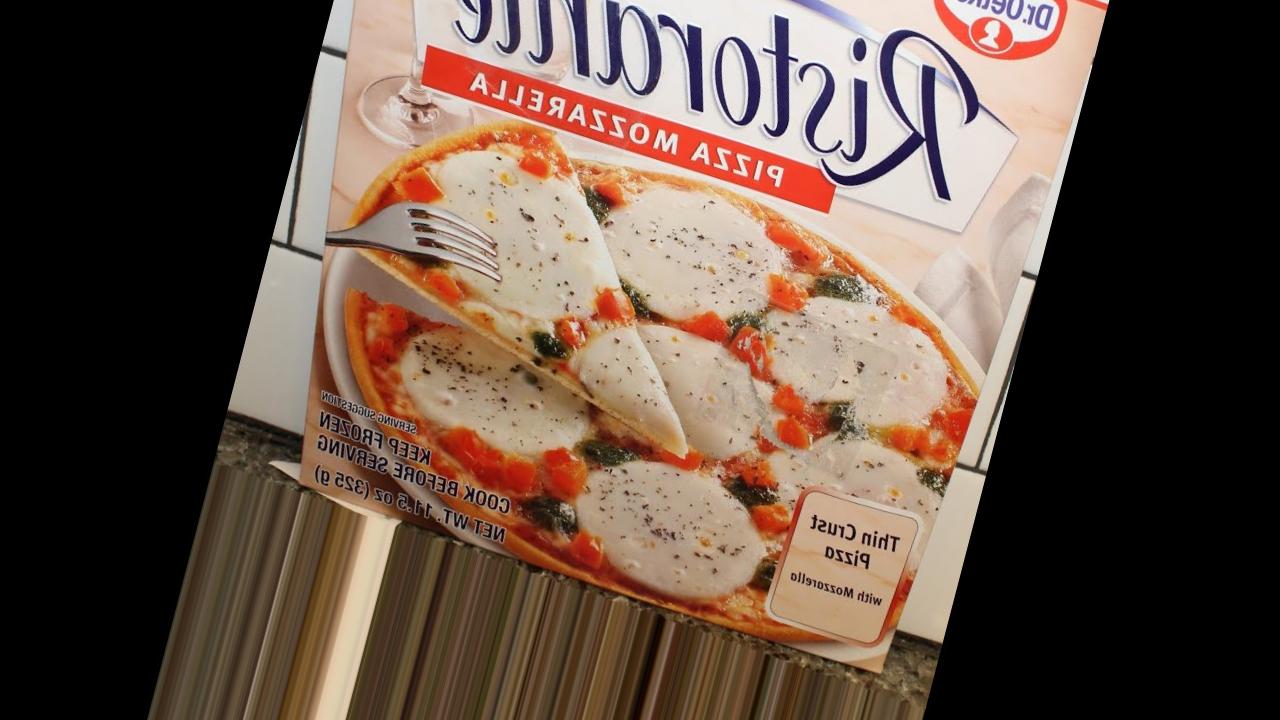 Dr. Oetker
Ristorante
PIZZA MOZZARELLA
SERVING SUGGESTION
KEEP FROZEN
COOK BEFORE SERVING
NET WT. 11.5 oz (325 g)
Thin Crust
Pizza
with Mozzarella